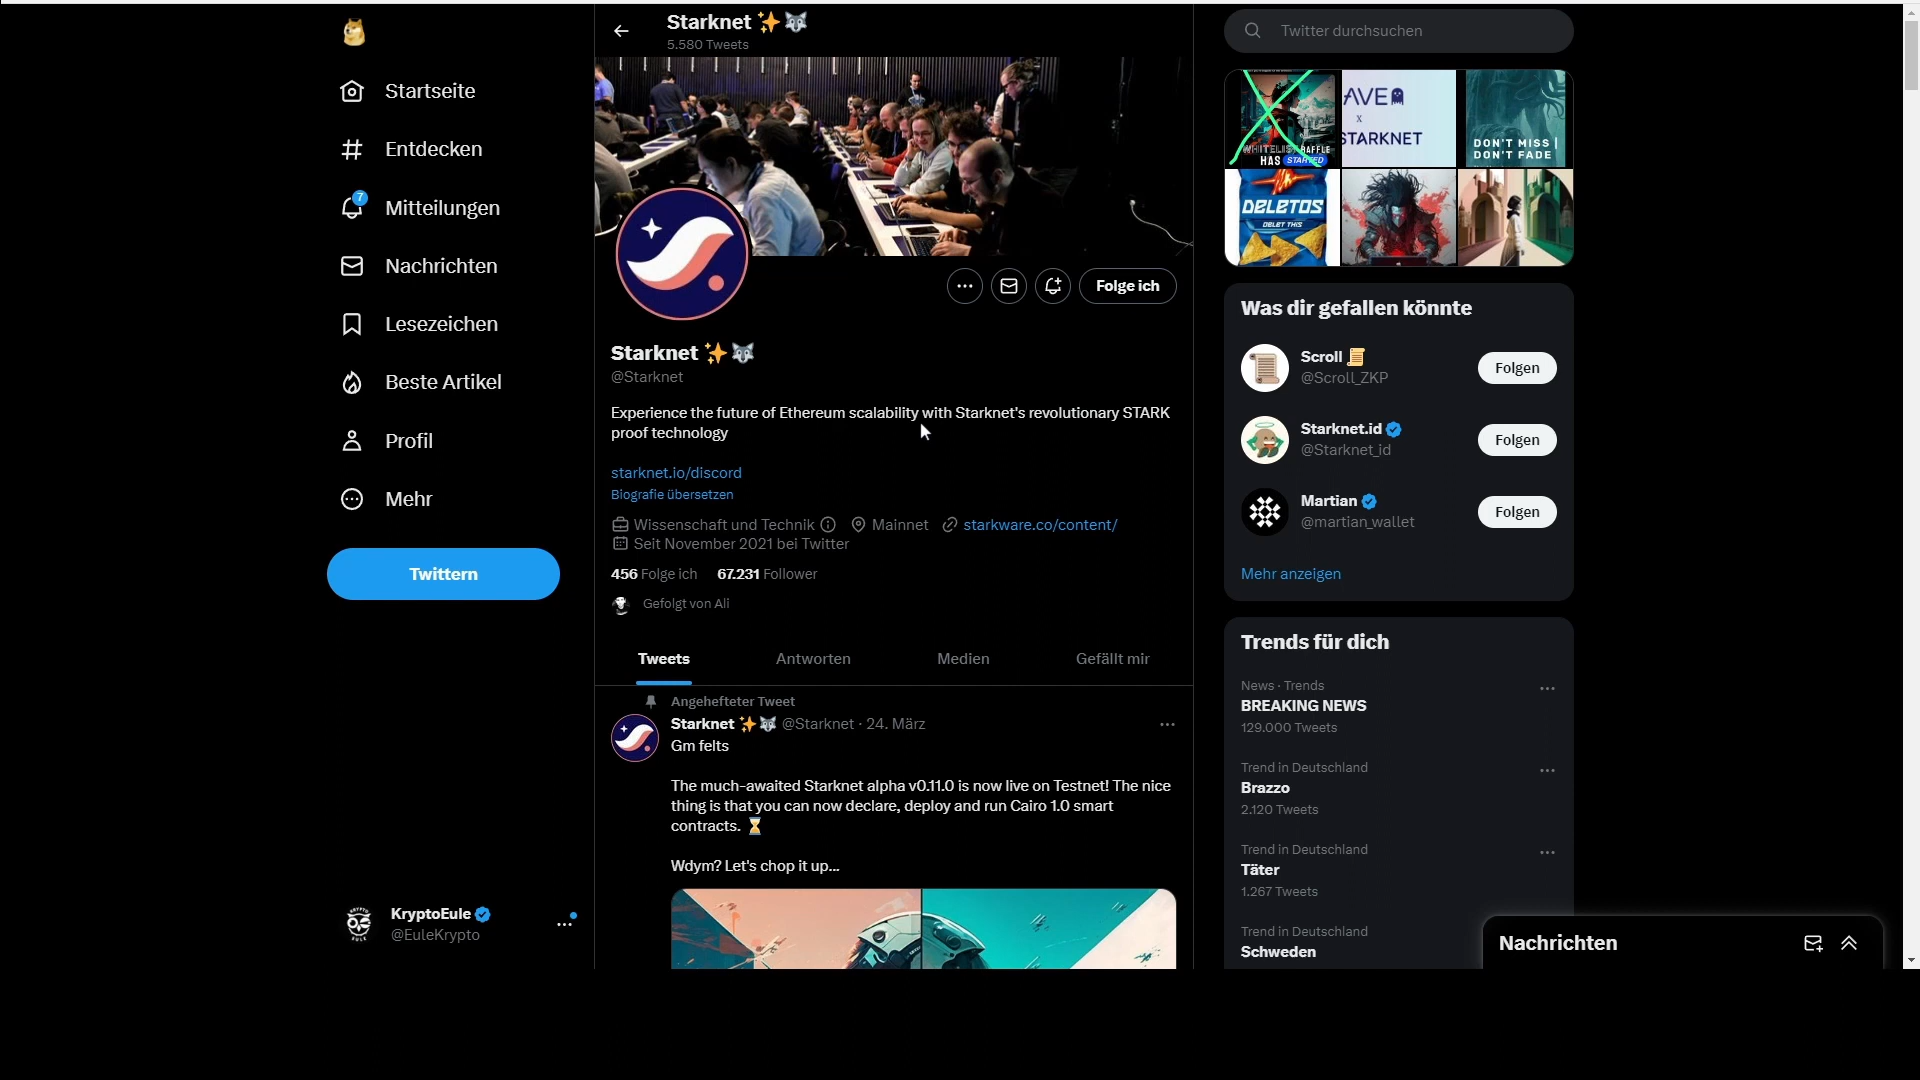 Startseite
Entdecken
7
Mitteilungen
Nachrichten
Lesezeichen
Beste Artikel
Profil
Mehr
Twittern
KryptoEule
@EuleKrypto
Starknet ✨🐺
5.580 Tweets
Folge ich
Starknet ✨🐺
@Starknet
Experience the future of Ethereum scalability with Starknet's revolutionary STARK
proof technology
starknet.io/discord
Biografie übersetzen
Wissenschaft und Technik Mainnet starkware.co/content/
Seit November 2021 bei Twitter
456 Folge ich 67.231 Follower
Gefolgt von Ali
Tweets Antworten Medien Gefällt mir
Angehefteter Tweet
Starknet ✨🐺 @Starknet · 24. März
Gm felts
The much-awaited Starknet alpha v0.11.0 is now live on Testnet! The nice
thing is that you can now declare, deploy and run Cairo 1.0 smart
contracts. ⏳
Wdym? Let's chop it up...
Twitter durchsuchen
WHITELIST RAFFLE
HAS STARTED
AVE
x
STARKNET
DON'T MISS |
DON'T FADE
DELETOS
DELET THIS
Was dir gefallen könnte
Scroll 📜
@Scroll_ZKP
Folgen
Starknet.id
@Starknet_id
Folgen
Martian
@martian_wallet
Folgen
Mehr anzeigen
Trends für dich
News · Trends
BREAKING NEWS
129.000 Tweets
Trend in Deutschland
Brazzo
2.120 Tweets
Trend in Deutschland
Täter
1.267 Tweets
Trend in Deutschland
Schweden
Nachrichten